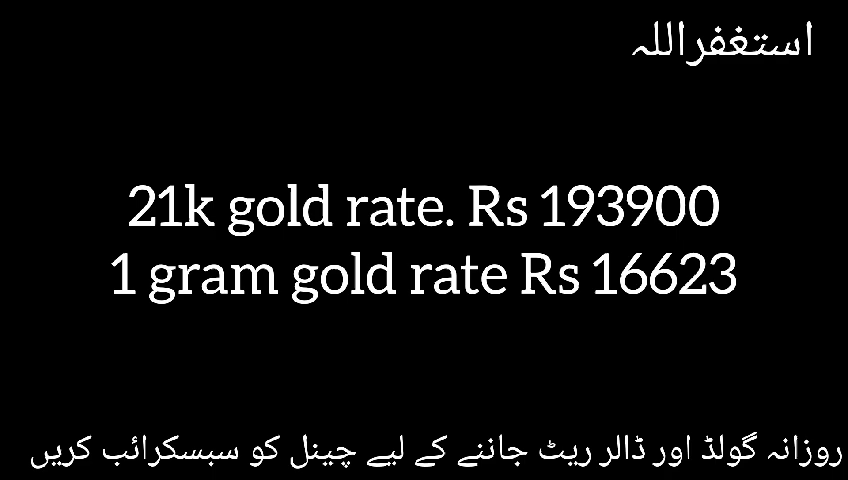 استغفراللہ
21k gold rate. Rs 193900
1 gram gold rate Rs 16623
روزانہ گولڈ اور ڈالر ریٹ جاننے کے لیے چینل کو سبسکرائب کریں